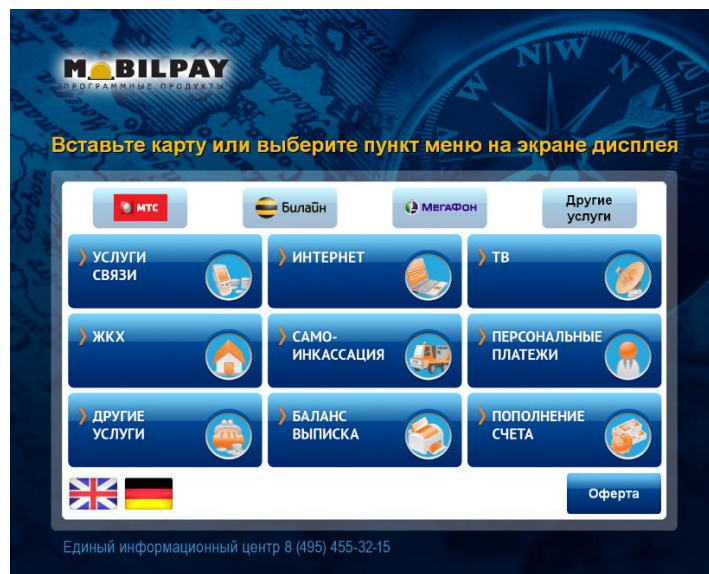 MOBILPAY
ПРОГРАММНЫЕ ПРОДУКТЫ
NW
N
Вставьте карту или выберите пункт меню на экране дисплея
МТС
Билайн
МЕГАФОН
Другие
услуги
УСЛУГИ
СВЯЗИ
ИНТЕРНЕТ
ТВ
ЖКХ
САМО-
ИНКАССАЦИЯ
ПЕРСОНАЛЬНЫЕ
ПЛАТЕЖИ
ДРУГИЕ
УСЛУГИ
БАЛАНС
ВЫПИСКА
ПОПОЛНЕНИЕ
СЧЕТА
Оферта
Единый информационный центр 8 (495) 455-32-15